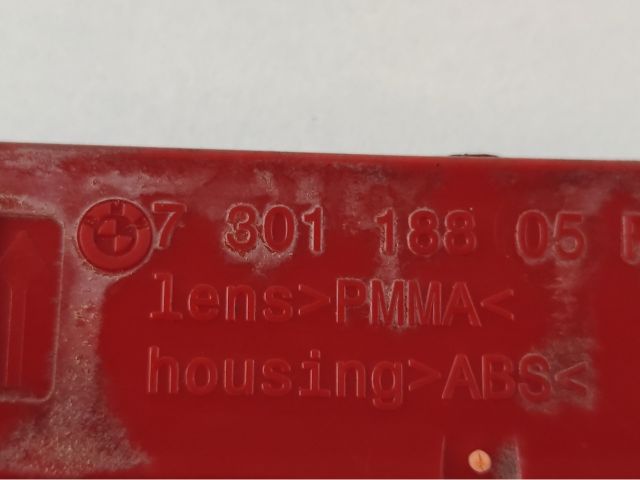 7 301 188 05
lens>PMMA<
housing>ABS<